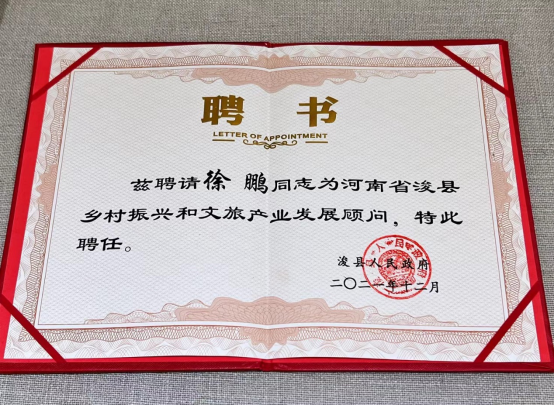 聘 书
LETTER OF APPOINTMENT
兹聘请徐 鹏同志为河南省浚县
乡村振兴和文旅产业发展顾问，特此
聘任。
浚县人民政府
二〇二一年十二月